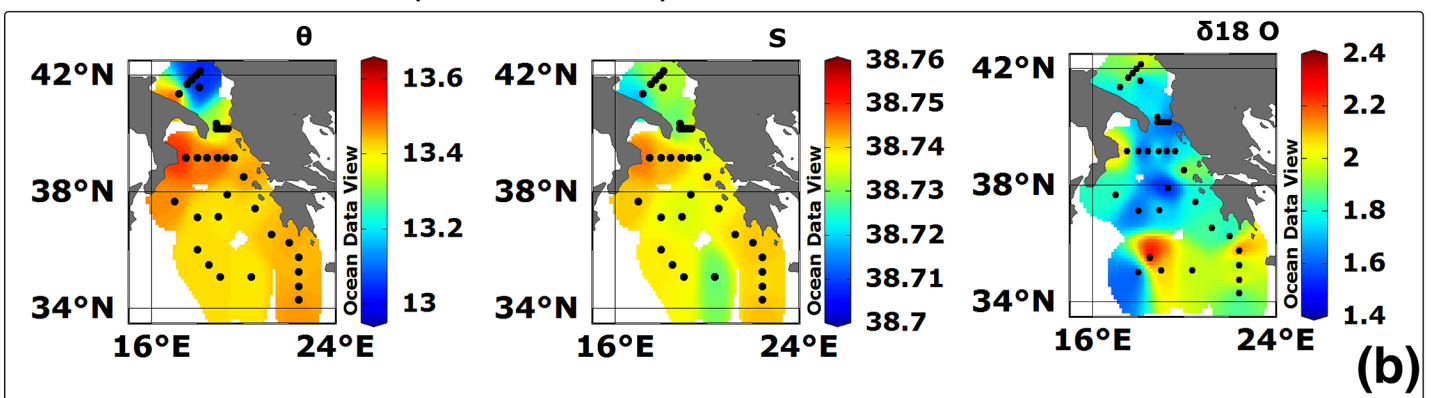 θ
42°N
38°N
34°N
16°E
24°E
13.6
13.4
13.2
13
Ocean Data View
S
42°N
38°N
34°N
16°E
24°E
38.76
38.75
38.74
38.73
38.72
38.71
38.7
Ocean Data View
δ18 O
42°N
38°N
34°N
16°E
24°E
2.4
2.2
2
1.8
1.6
1.4
Ocean Data View
(b)